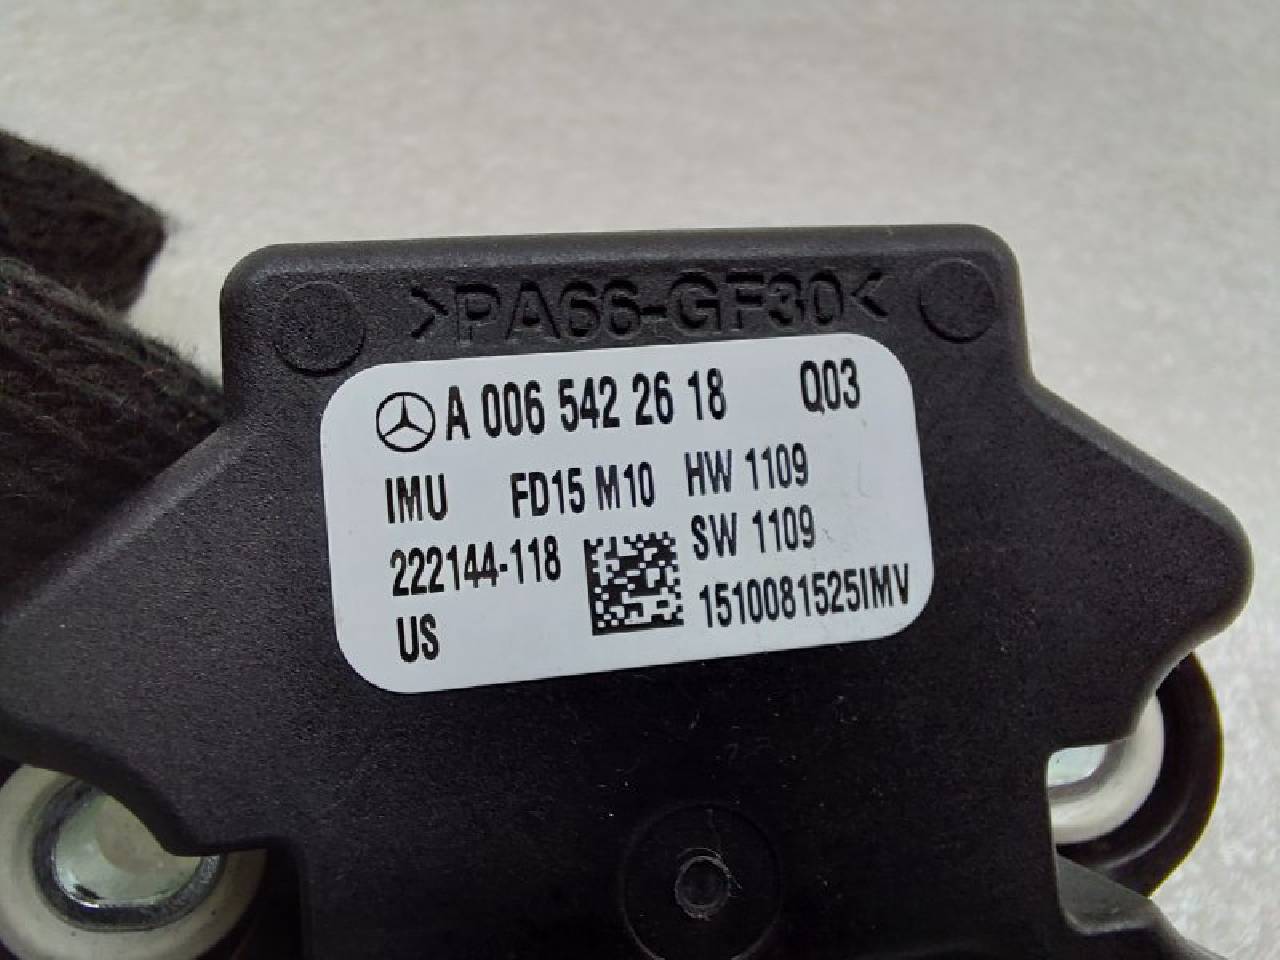 >PA66-GF30<
A 006 542 26 18 Q03
IMU FD15 M10 HW 1109
222144-118 SW 1109
US 1510081525IMV